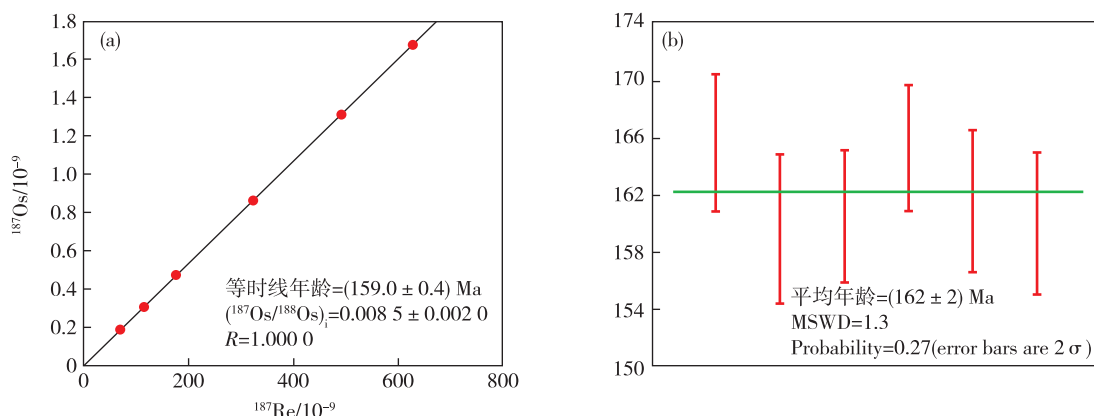 (a)
1.8
1.6
1.4
1.2
1.0
0.8
0.6
0.4
0.2
0
¹⁸⁷Os/10⁻⁹
等时线年龄=(159.0 ± 0.4) Ma
(¹⁸⁷Os/¹⁸⁸Os)ᵢ=0.008 5 ± 0.002 0
R=1.000 0
0 200 400 600 800
¹⁸⁷Re/10⁻⁹
(b)
174
170
166
162
158
154
150
平均年龄=(162 ± 2) Ma
MSWD=1.3
Probability=0.27(error bars are 2 σ)